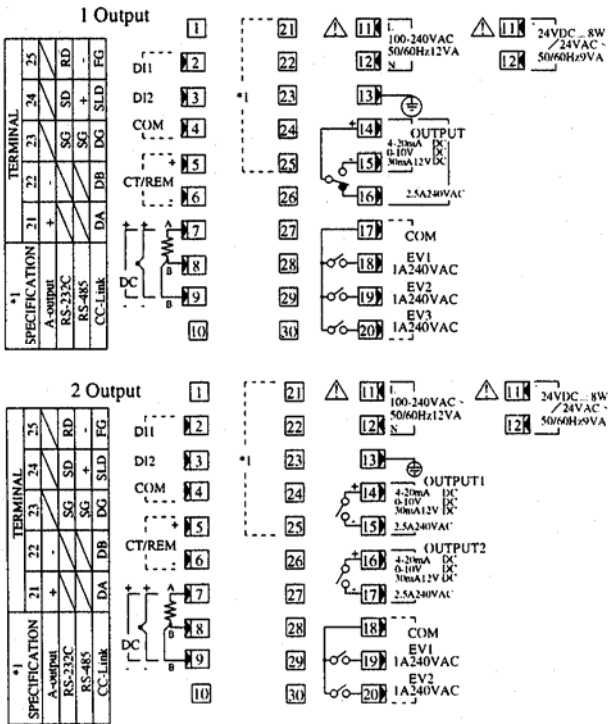 1 Output
TERMINAL
*1 SPECIFICATION 21 22 23 24 25
A-output + -
RS-232C SG SD RD
RS-485 SG + -
CC-Link DA DB DG SLD FG
1
DI1 2
DI2 3
COM 4
+ 5
CT/REM
- 6
+ + A 7
B 8
DC
- - B 9
10
*1
21
22
23
24
25
26
27
28
29
30
11 L
100-240VAC
50/60Hz12VA
12 N
11 24VDC 8W
/24VAC~
12 50/60Hz9VA
13
+ 14 OUTPUT
4-20mA DC
0-10V DC
15 30mA12VDC
- 16 2.5A240VAC
17 COM
18 EV1
1A240VAC
19 EV2
1A240VAC
20 EV3
1A240VAC
2 Output
TERMINAL
*1 SPECIFICATION 21 22 23 24 25
A-output + -
RS-232C SG SD RD
RS-485 SG + -
CC-Link DA DB DG SLD FG
1
DI1 2
DI2 3
COM 4
+ 5
CT/REM
- 6
+ + A 7
B 8
DC
- - B 9
10
*1
21
22
23
24
25
26
27
28
29
30
11 L
100-240VAC~
50/60Hz12VA
12 N
11 24VDC 8W
/24VAC~
12 50/60Hz9VA
13
OUTPUT1
+ 14 4-20mA DC
0-10V DC
30mA12V DC
- 15 2.5A240VAC
OUTPUT2
+ 16 4-20mA DC
0-10V DC
30mA12V DC
- 17 2.5A240VAC
18 COM
19 EV1
1A240VAC
20 EV2
1A240VAC